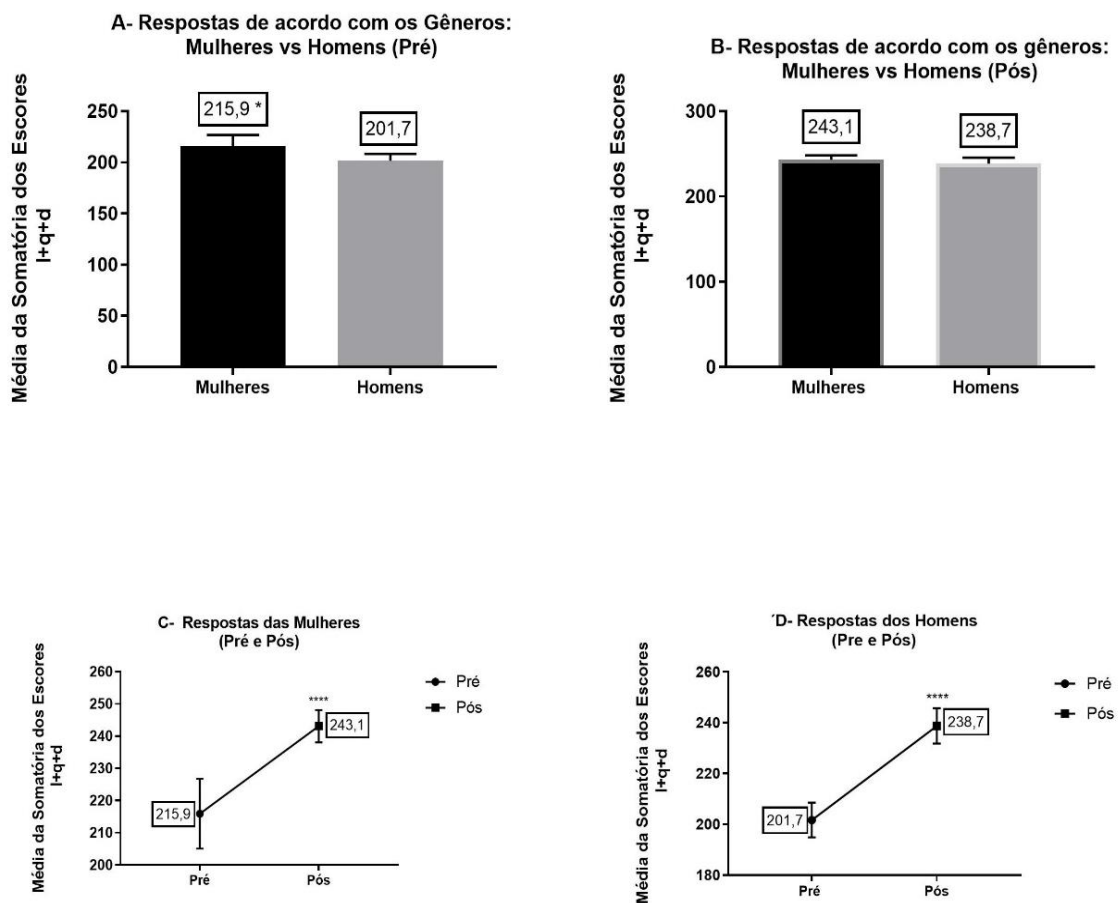 A- Respostas de acordo com os Gêneros:
Mulheres vs Homens (Pré)
Média da Somatória dos Escores
I+q+d
250
200
150
100
50
0
215,9 *
201,7
Mulheres
Homens
B- Respostas de acordo com os gêneros:
Mulheres vs Homens (Pós)
Média da Somatória dos Escores
I+q+d
300
200
100
0
243,1
238,7
Mulheres
Homens
C- Respostas das Mulheres
(Pré e Pós)
Média da Somatória dos Escores
I+q+d
260
250
240
230
220
210
200
215,9
****
243,1
Pré
Pós
Pré
Pós
´D- Respostas dos Homens
(Pre e Pós)
Média da Somatória dos Escores
I+q+d
260
240
220
200
180
201,7
****
238,7
Pré
Pós
Pré
Pós